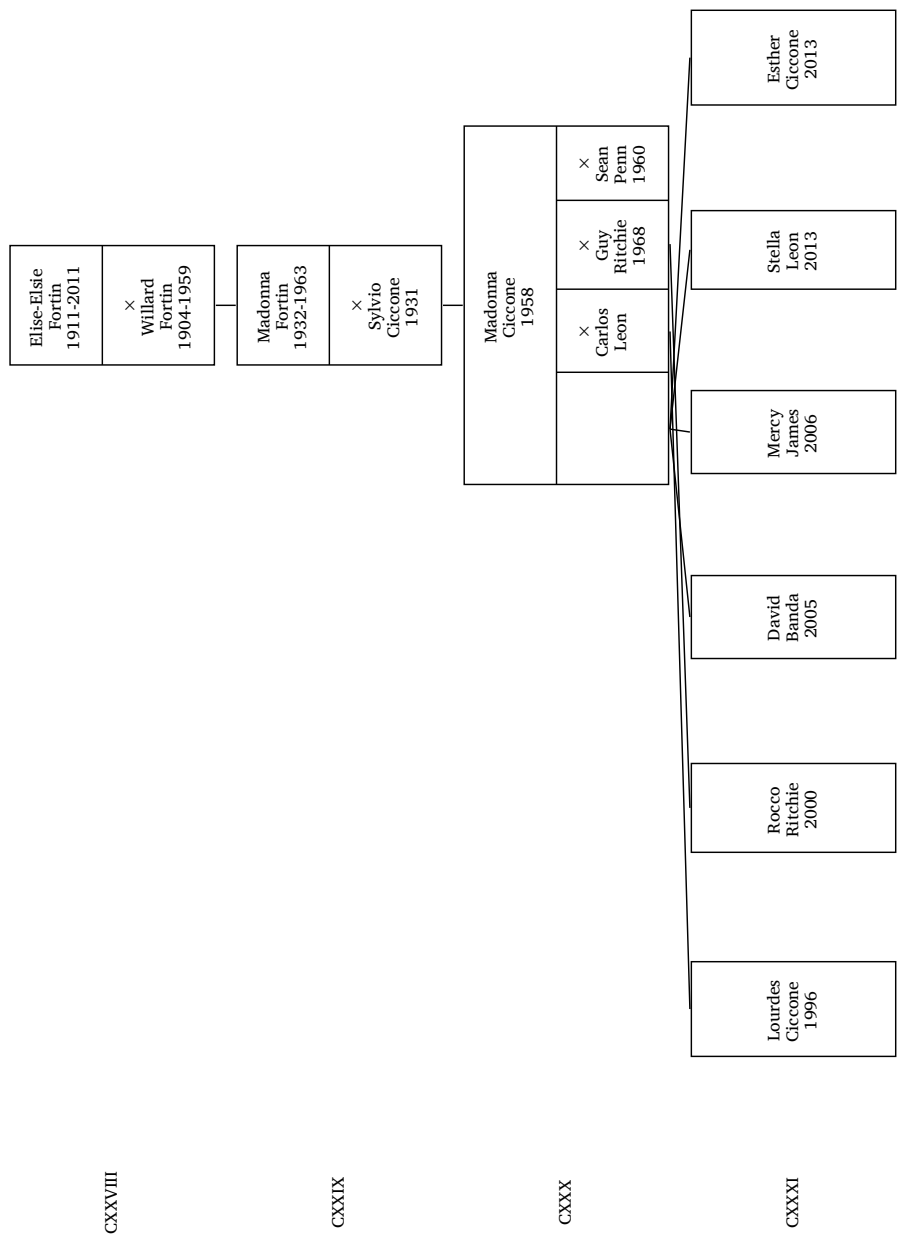 CXXVIII
Elise-Elsie
Fortin
1911-2011
×
Willard
Fortin
1904-1959
CXXIX
Madonna
Fortin
1932-1963
×
Sylvio
Ciccone
1931
CXXX
Madonna
Ciccone
1958
×
Carlos
Leon
×
Guy
Ritchie
1968
×
Sean
Penn
1960
CXXXI
Lourdes
Ciccone
1996
Rocco
Ritchie
2000
David
Banda
2005
Mercy
James
2006
Stella
Leon
2013
Esther
Ciccone
2013